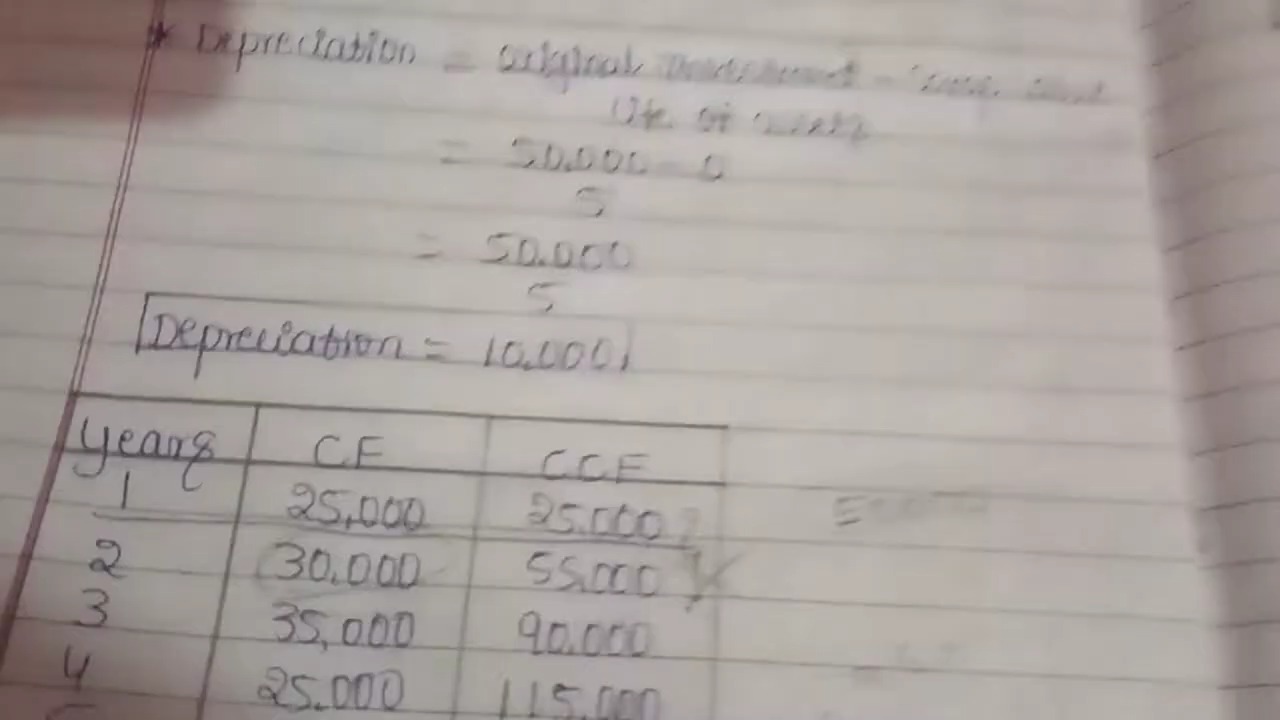 * Depreciation = original
= 50,000 - 0
5
= 50,000
5
Depreciation = 10,000
years CF CCF
1 25,000 25,000
2 30,000 55,000
3 35,000 90,000
4 25,000 115,000